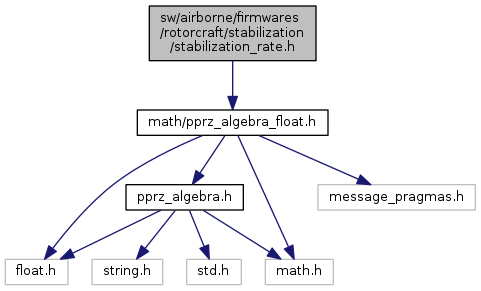 sw/airborne/firmwares
/rotorcraft/stabilization
/stabilization_rate.h
math/pprz_algebra_float.h
pprz_algebra.h
message_pragmas.h
float.h
string.h
std.h
math.h